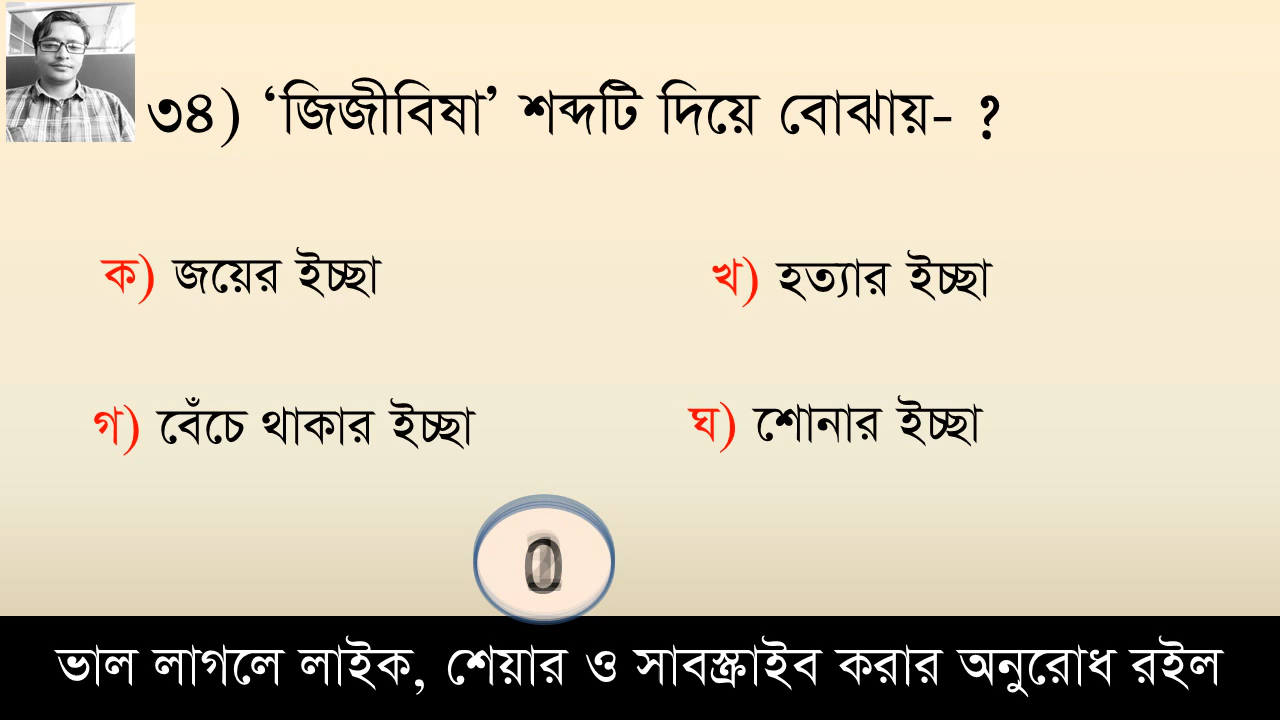 ৩৪) ‘জিজীবিষা’ শব্দটি দিয়ে বোঝায়- ?
ক) জয়ের ইচ্ছা
খ) হত্যার ইচ্ছা
গ) বেঁচে থাকার ইচ্ছা
ঘ) শোনার ইচ্ছা
0
ভাল লাগলে লাইক, শেয়ার ও সাবস্ক্রাইব করার অনুরোধ রইল